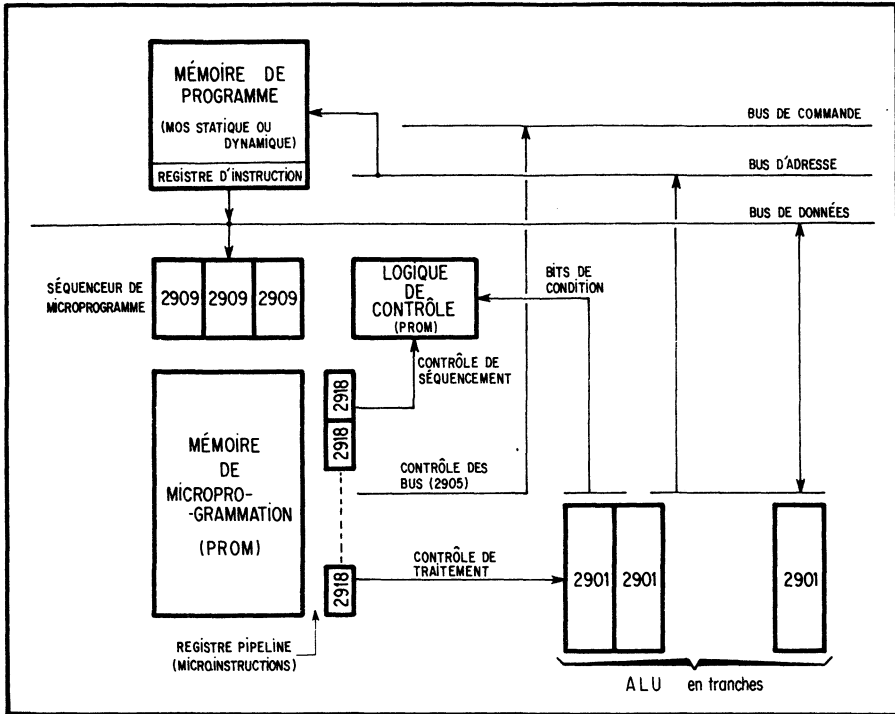 MÉMOIRE DE
PROGRAMME
(MOS STATIQUE OU
DYNAMIQUE)
REGISTRE D'INSTRUCTION
BUS DE COMMANDE
BUS D'ADRESSE
BUS DE DONNÉES
SÉQUENCEUR DE
MICROPROGRAMME
2909 2909 2909
LOGIQUE
DE
CONTRÔLE
(PROM)
BITS DE
CONDITION
CONTRÔLE DE
SÉQUENCEMENT
2918
2918
MÉMOIRE
DE
MICROPRO-
-GRAMMATION
(PROM)
CONTRÔLE DES
BUS (2905)
CONTRÔLE DE
TRAITEMENT
2918
2901 2901 2901
REGISTRE PIPELINE
(MICROINSTRUCTIONS)
ALU en tranches